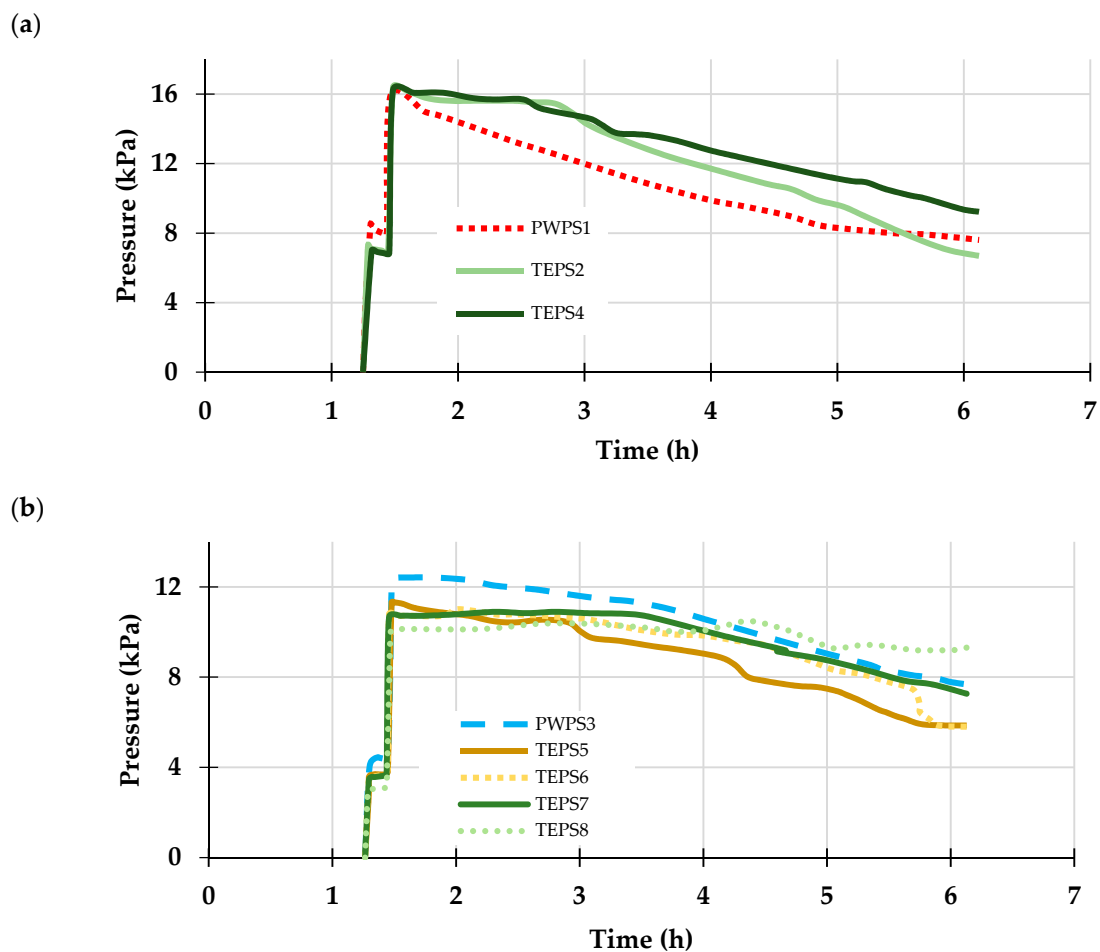 (a)
Pressure (kPa)
16
12
8
4
0
PWPS1
TEPS2
TEPS4
0 1 2 3 4 5 6 7
Time (h)
(b)
Pressure (kPa)
12
8
4
0
PWPS3
TEPS5
TEPS6
TEPS7
TEPS8
0 1 2 3 4 5 6 7
Time (h)